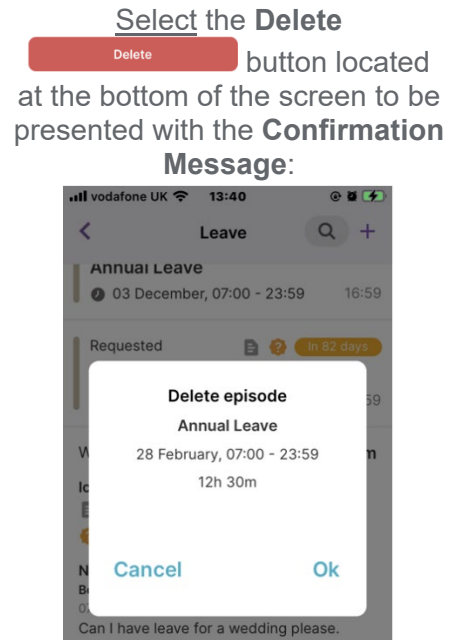 Select the Delete
Delete button located
at the bottom of the screen to be
presented with the Confirmation
Message:
vodafone UK 13:40
Leave
Annual Leave
03 December, 07:00 - 23:59 16:59
Requested in 82 days
Delete episode
Annual Leave
28 February, 07:00 - 23:59
12h 30m
Cancel Ok
Can I have leave for a wedding please.